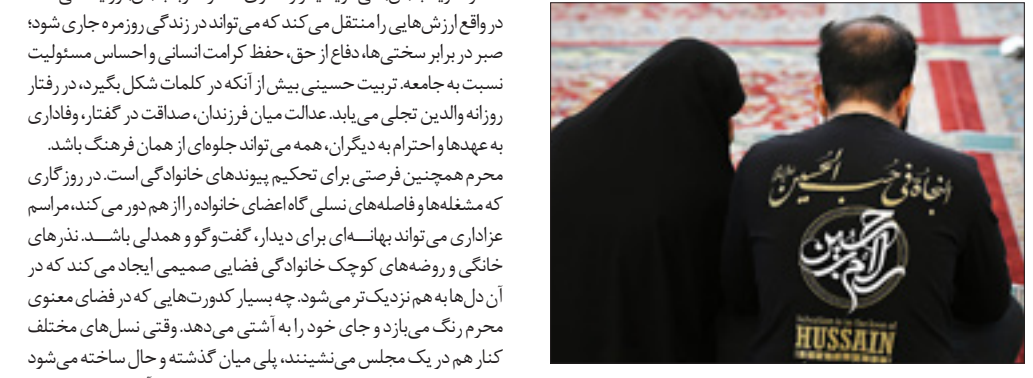 در واقع ارزش‌هایی را منتقل می‌کند که می‌تواند در زندگی روزمره جاری شود؛
صبر در برابر سختی‌ها، دفاع از حق، حفظ کرامت انسانی و احساس مسئولیت
نسبت به جامعه. تربیت حسینی بیش از آنکه در کلمات شکل بگیرد، در رفتار
روزانه والدین تجلی می‌یابد. عدالت میان فرزندان، صداقت در گفتار، وفاداری
به عهدها و احترام به دیگران، همه می‌تواند جلوه‌ای از همان فرهنگ باشد.
محرم همچنین فرصتی برای تحکیم پیوندهای خانوادگی است. در روزگاری
که مشغله‌ها و فاصله‌های نسلی گاه اعضای خانواده را از هم دور می‌کند، مراسم
عزاداری می‌تواند بهانه‌ای برای دیدار، گفت‌وگو و همدلی باشد. نذرهای
خانگی و روضه‌های کوچک خانوادگی فضایی صمیمی ایجاد می‌کند که در
آن دل‌ها به هم نزدیک‌تر می‌شود. چه بسیار کدورت‌هایی که در فضای معنوی
محرم رنگ می‌بازد و جای خود را به آشتی می‌دهد. وقتی نسل‌های مختلف
کنار هم در یک مجلس می‌نشینند، پلی میان گذشته و حال ساخته می‌شود
النجاة في حب الحسين
HUSSAIN